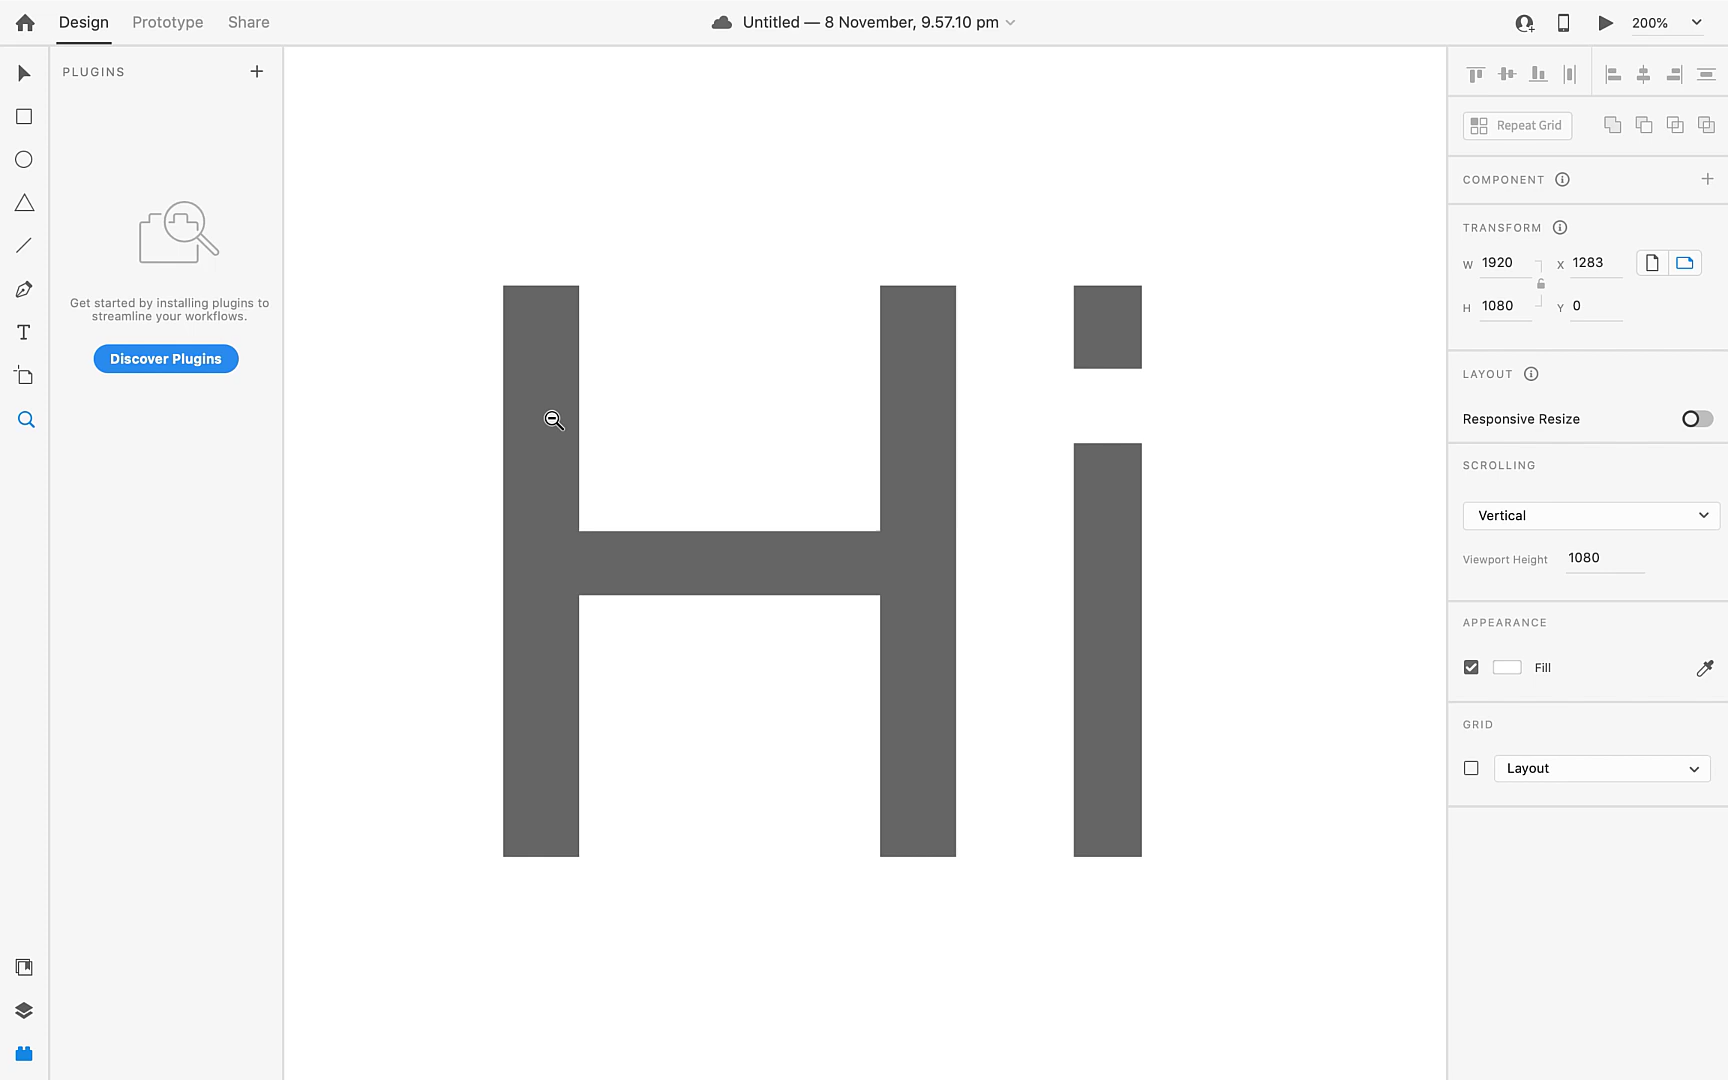 Design
Prototype
Share
Untitled — 8 November, 9.57.10 pm
200%
PLUGINS
Get started by installing plugins to
streamline your workflows.
Discover Plugins
T
Hi
Repeat Grid
COMPONENT
TRANSFORM
W 1920
X 1283
H 1080
Y 0
LAYOUT
Responsive Resize
SCROLLING
Vertical
Viewport Height 1080
APPEARANCE
Fill
GRID
Layout